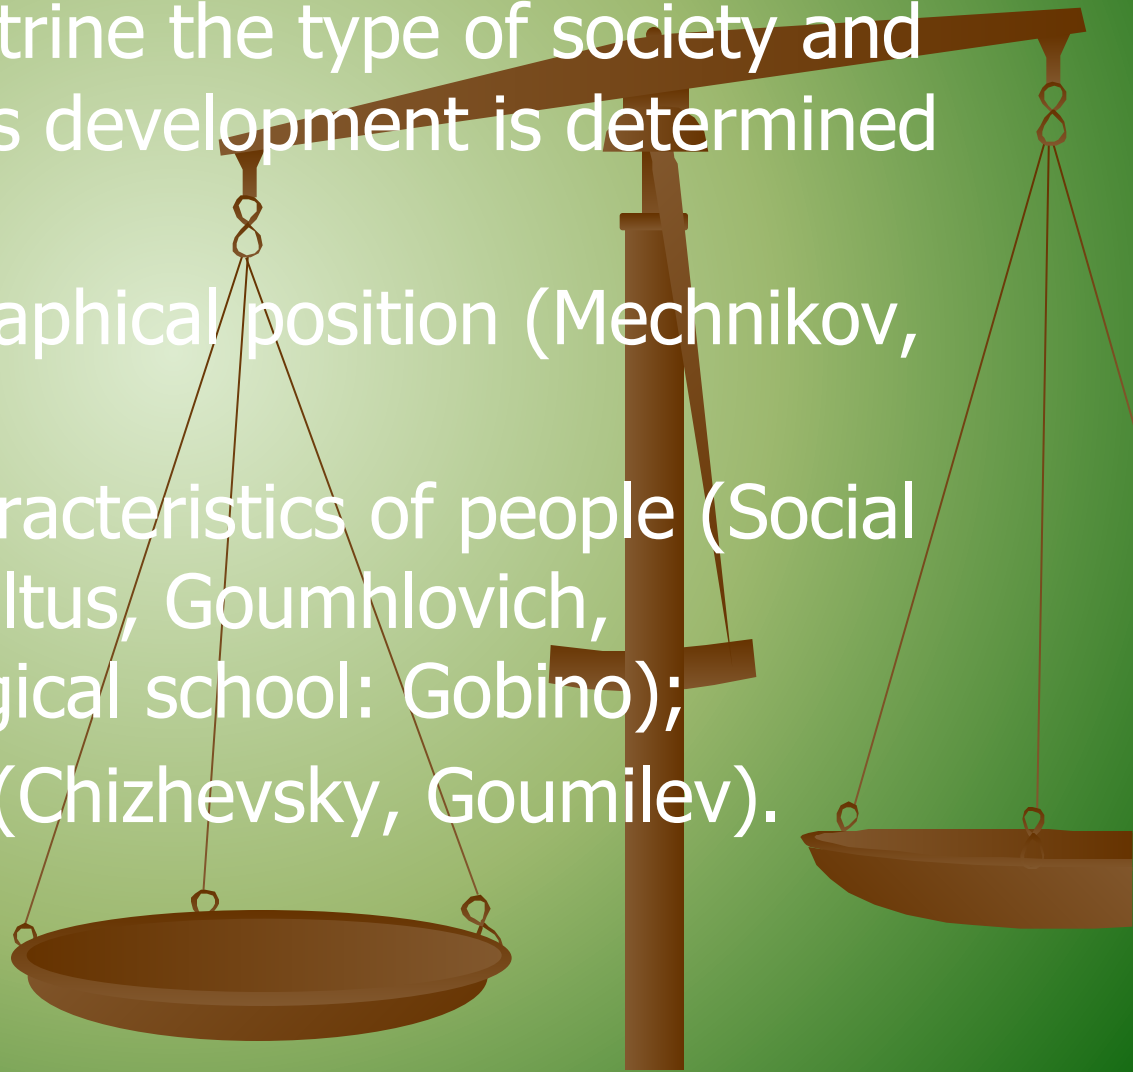 trine the type of society and
s development is determined
aphical position (Mechnikov,
racteristics of people (Social
ltus, Goumhlovich,
gical school: Gobino);
(Chizhevsky, Goumilev).